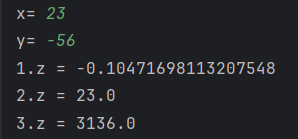 x= 23
y= -56
1.z = -0.10471698113207548
2.z = 23.0
3.z = 3136.0